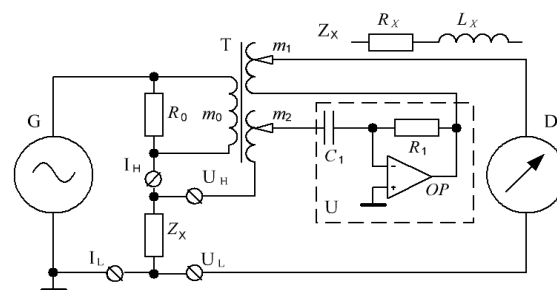 Z_X
R_X
L_X
T
m_1
G
R_0
m_0
m_2
D
I_H
C_1
R_1
U_H
-
+
OP
U
Z_X
I_L
U_L